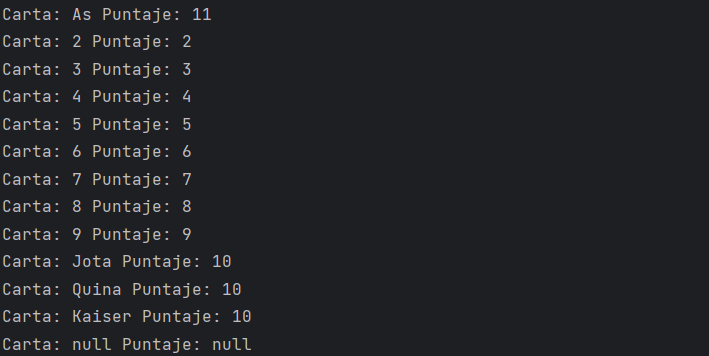 Carta: As Puntaje: 11
Carta: 2 Puntaje: 2
Carta: 3 Puntaje: 3
Carta: 4 Puntaje: 4
Carta: 5 Puntaje: 5
Carta: 6 Puntaje: 6
Carta: 7 Puntaje: 7
Carta: 8 Puntaje: 8
Carta: 9 Puntaje: 9
Carta: Jota Puntaje: 10
Carta: Quina Puntaje: 10
Carta: Kaiser Puntaje: 10
Carta: null Puntaje: null